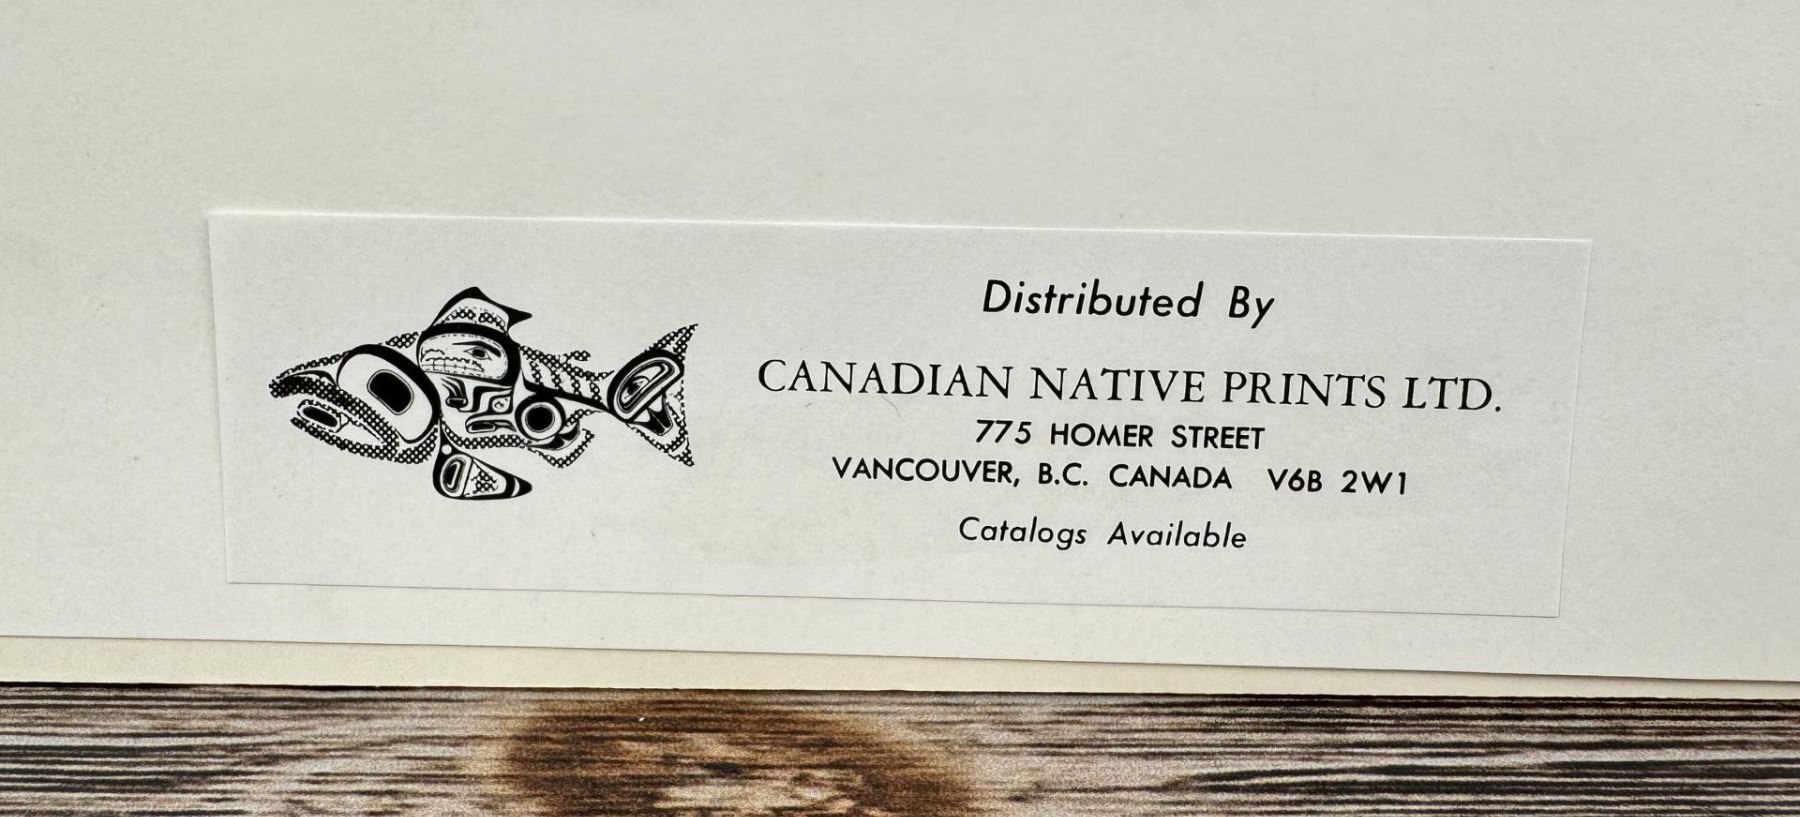 Distributed By
CANADIAN NATIVE PRINTS LTD.
775 HOMER STREET
VANCOUVER, B.C. CANADA V6B 2W1
Catalogs Available